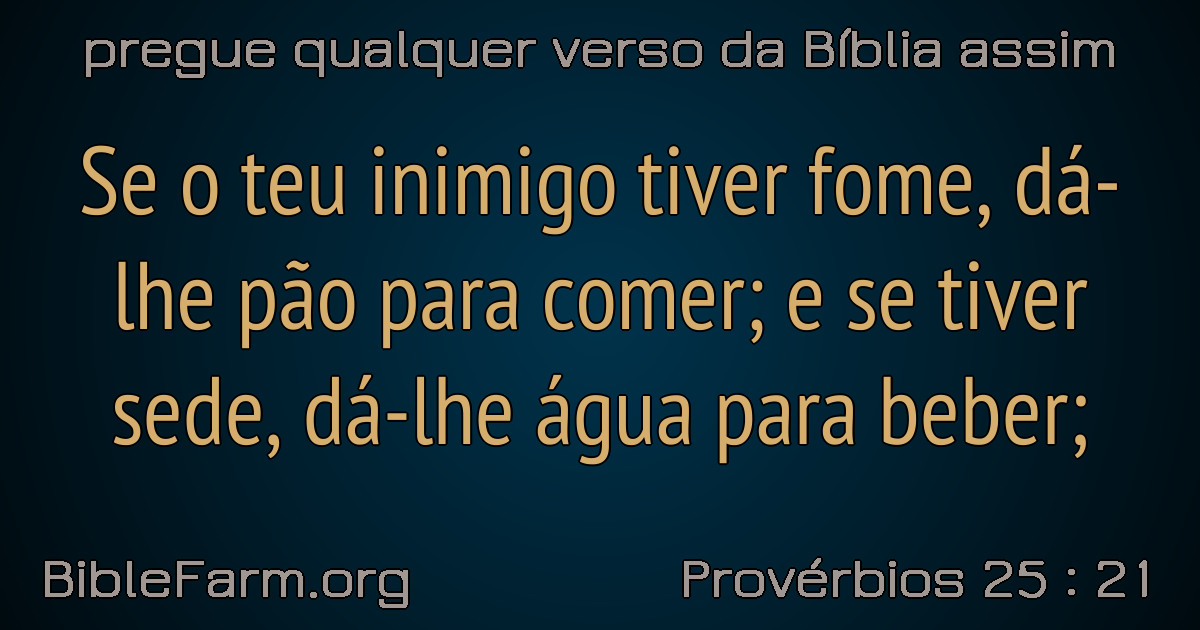 pregue qualquer verso da Bíblia assim
Se o teu inimigo tiver fome, dá-
lhe pão para comer; e se tiver
sede, dá-lhe água para beber;
BibleFarm.org
Provérbios 25 : 21